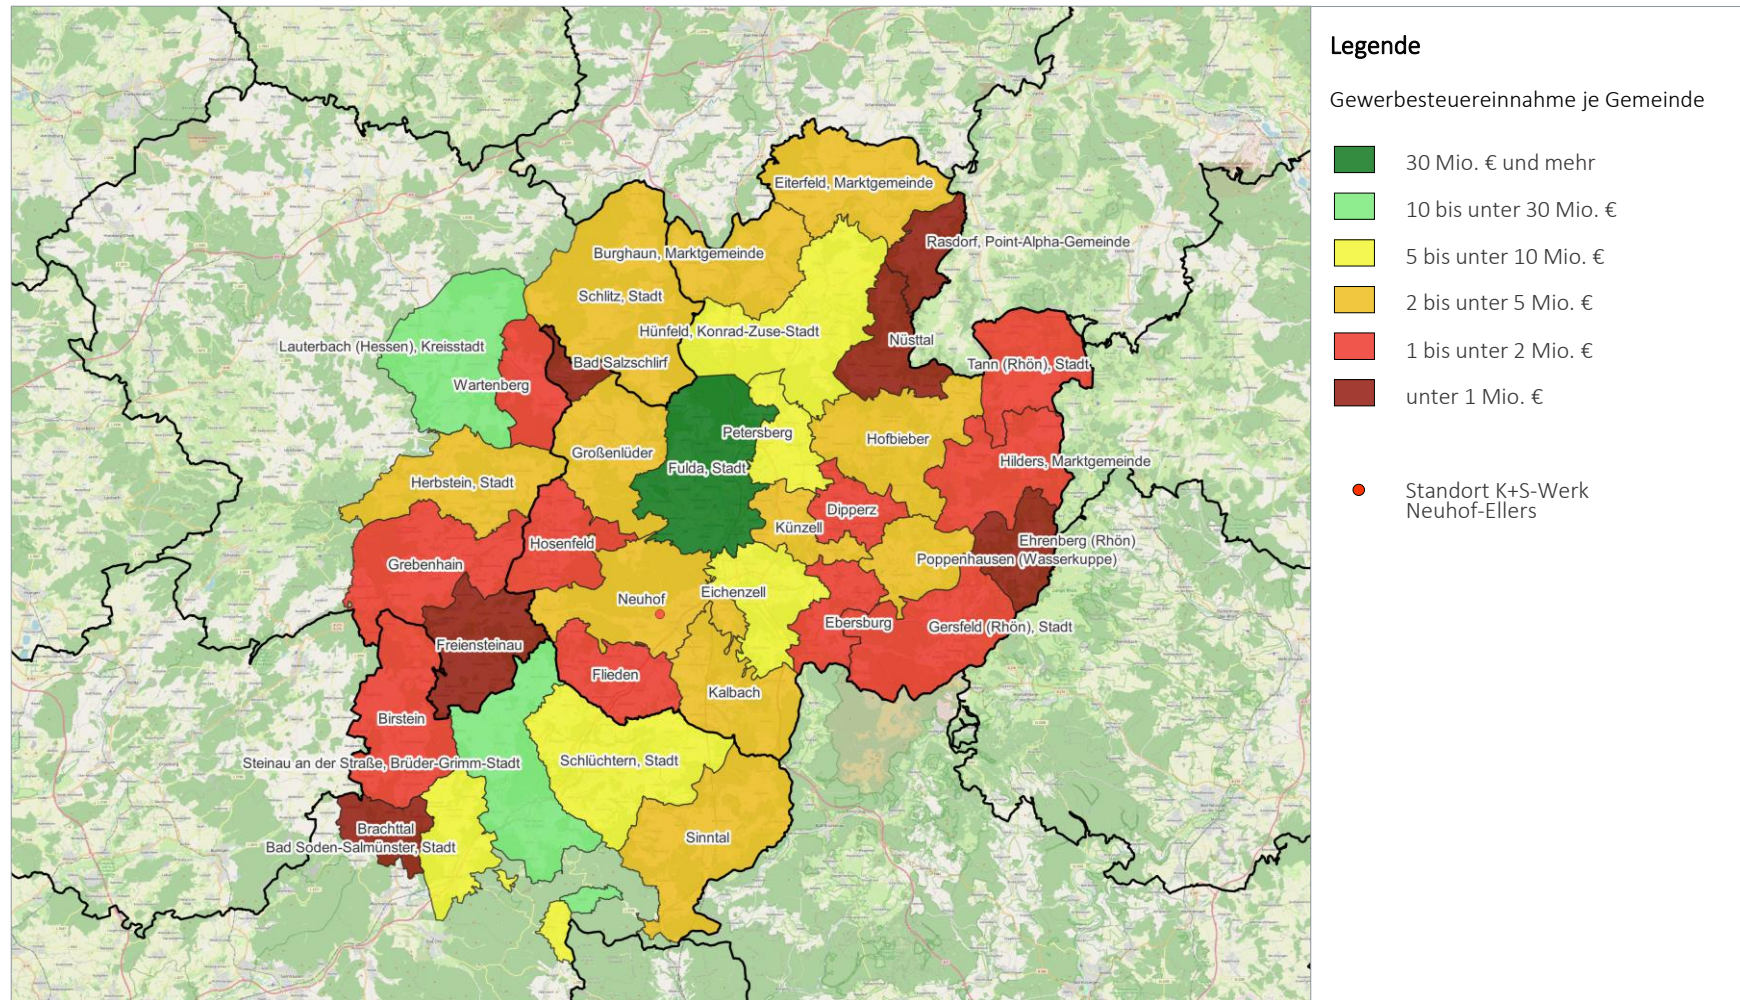 Legende
Gewerbesteuereinnahme je Gemeinde
30 Mio. € und mehr
10 bis unter 30 Mio. €
5 bis unter 10 Mio. €
2 bis unter 5 Mio. €
1 bis unter 2 Mio. €
unter 1 Mio. €
Standort K+S-Werk
Neuhof-Ellers
Eiterfeld, Marktgemeinde
Rasdorf, Point-Alpha-Gemeinde
Burghaun, Marktgemeinde
Schlitz, Stadt
Hünfeld, Konrad-Zuse-Stadt
Nüsttal
Lauterbach (Hessen), Kreisstadt
Bad Salzschlirf
Tann (Rhön), Stadt
Wartenberg
Petersberg
Hofbieber
Großenlüder
Fulda, Stadt
Hilders, Marktgemeinde
Herbstein, Stadt
Dipperz
Künzell
Hosenfeld
Ehrenberg (Rhön)
Poppenhausen (Wasserkuppe)
Grebenhain
Eichenzell
Neuhof
Ebersburg
Gersfeld (Rhön), Stadt
Freiensteinau
Flieden
Kalbach
Birstein
Steinau an der Straße, Brüder-Grimm-Stadt
Schlüchtern, Stadt
Brachttal
Sinntal
Bad Soden-Salmünster, Stadt